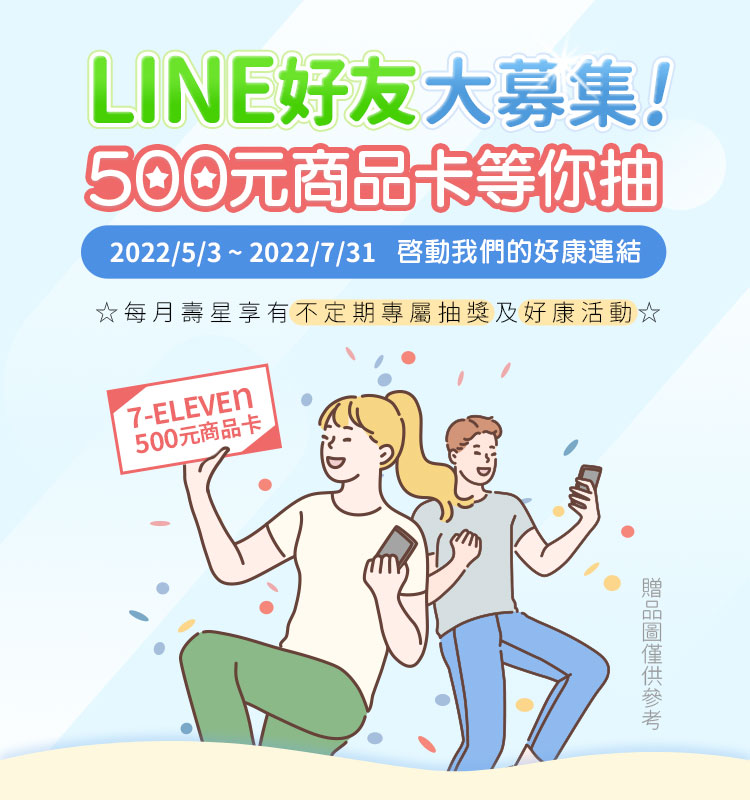 LINE好友大募集!
500元商品卡等你抽
2022/5/3 ~ 2022/7/31 啓動我們的好康連結
☆每月壽星享有不定期專屬抽獎及好康活動☆
7-ELEVEn
500元商品卡
贈品圖僅供參考